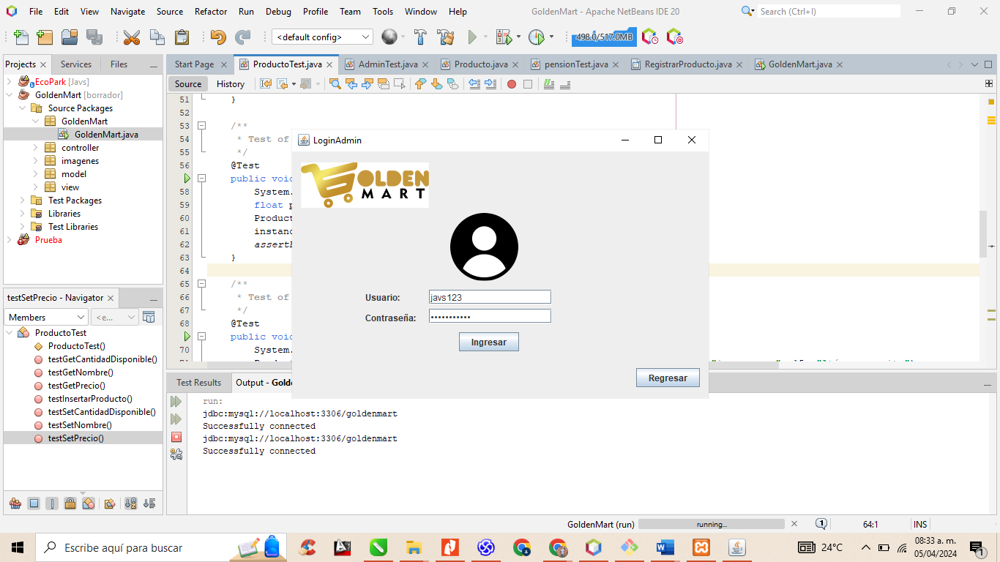 File Edit View Navigate Source Refactor Run Debug Profile Team Tools Window Help
GoldenMart - Apache NetBeans IDE 20
Search (Ctrl+I)
<default config>
498.0/517.0MB
Projects Services Files
Start Page ProductoTest.java AdminTest.java Producto.java pensionTest.java RegistrarProducto.java GoldenMart.java
Source History
EcoPark [Javs]
GoldenMart [borrador]
Source Packages
GoldenMart
GoldenMart.java
controller
imagenes
model
view
Test Packages
Libraries
Test Libraries
Prueba
51 }
52
53 /**
54 * Test of
55 */
56 @Test
public void
58 System.
59 float p
60 Product
61 instanc
62
63 }
64
65 /**
66 * Test of
67 */
68 @Test
public void
70 System.
LoginAdmin
OLDEN
MART
Usuario: javs123
Contraseña: •••••••••••
Ingresar
Regresar
testSetPrecio() - Navigator
Members <e...
ProductoTest
ProductoTest()
testGetCantidadDisponible()
testGetNombre()
testGetPrecio()
testInsertarProducto()
testSetCantidadDisponible()
testSetNombre()
testSetPrecio()
Test Results Output - Golde
run:
jdbc:mysql://localhost:3306/goldenmart
Successfully connected
jdbc:mysql://localhost:3306/goldenmart
Successfully connected
GoldenMart (run) running... 1 64:1 INS
Escribe aquí para buscar
24°C
08:33 a. m.
05/04/2024
1